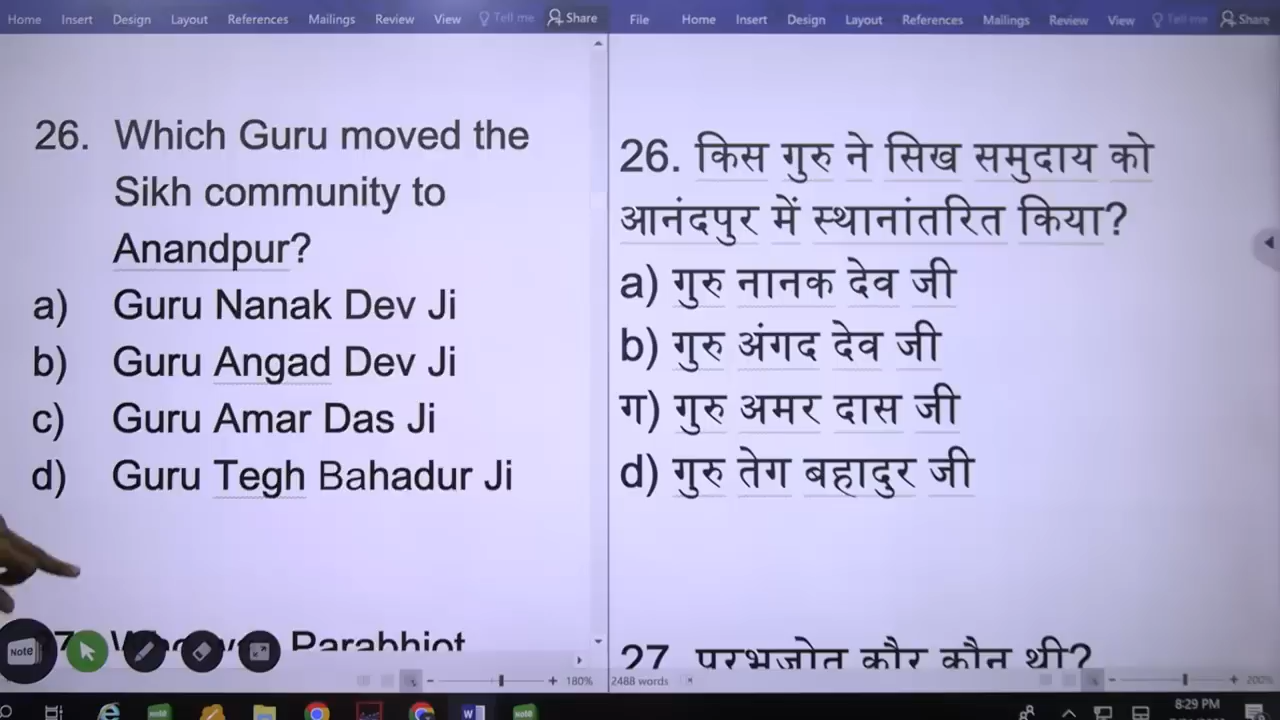 Home Insert Design Layout References Mailings Review View Tell me Share
File Home Insert Design Layout References Mailings Review View Tell me Share
26. Which Guru moved the
Sikh community to
Anandpur?
a) Guru Nanak Dev Ji
b) Guru Angad Dev Ji
c) Guru Amar Das Ji
d) Guru Tegh Bahadur Ji
Parabhjot
26. किस गुरु ने सिख समुदाय को
आनंदपुर में स्थानांतरित किया?
a) गुरु नानक देव जी
b) गुरु अंगद देव जी
ग) गुरु अमर दास जी
d) गुरु तेग बहादुर जी
27. परभजोत कौर कौन थी?
Note
180%
2488 words
200%
note
note
8:29 PM